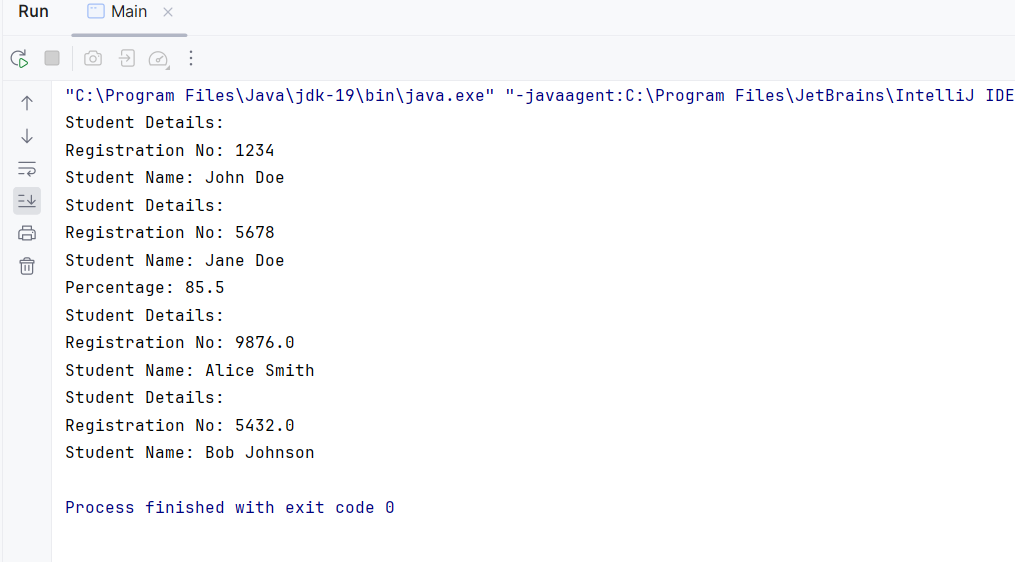 Run Main
"C:\Program Files\Java\jdk-19\bin\java.exe" "-javaagent:C:\Program Files\JetBrains\IntelliJ IDE
Student Details:
Registration No: 1234
Student Name: John Doe
Student Details:
Registration No: 5678
Student Name: Jane Doe
Percentage: 85.5
Student Details:
Registration No: 9876.0
Student Name: Alice Smith
Student Details:
Registration No: 5432.0
Student Name: Bob Johnson
Process finished with exit code 0